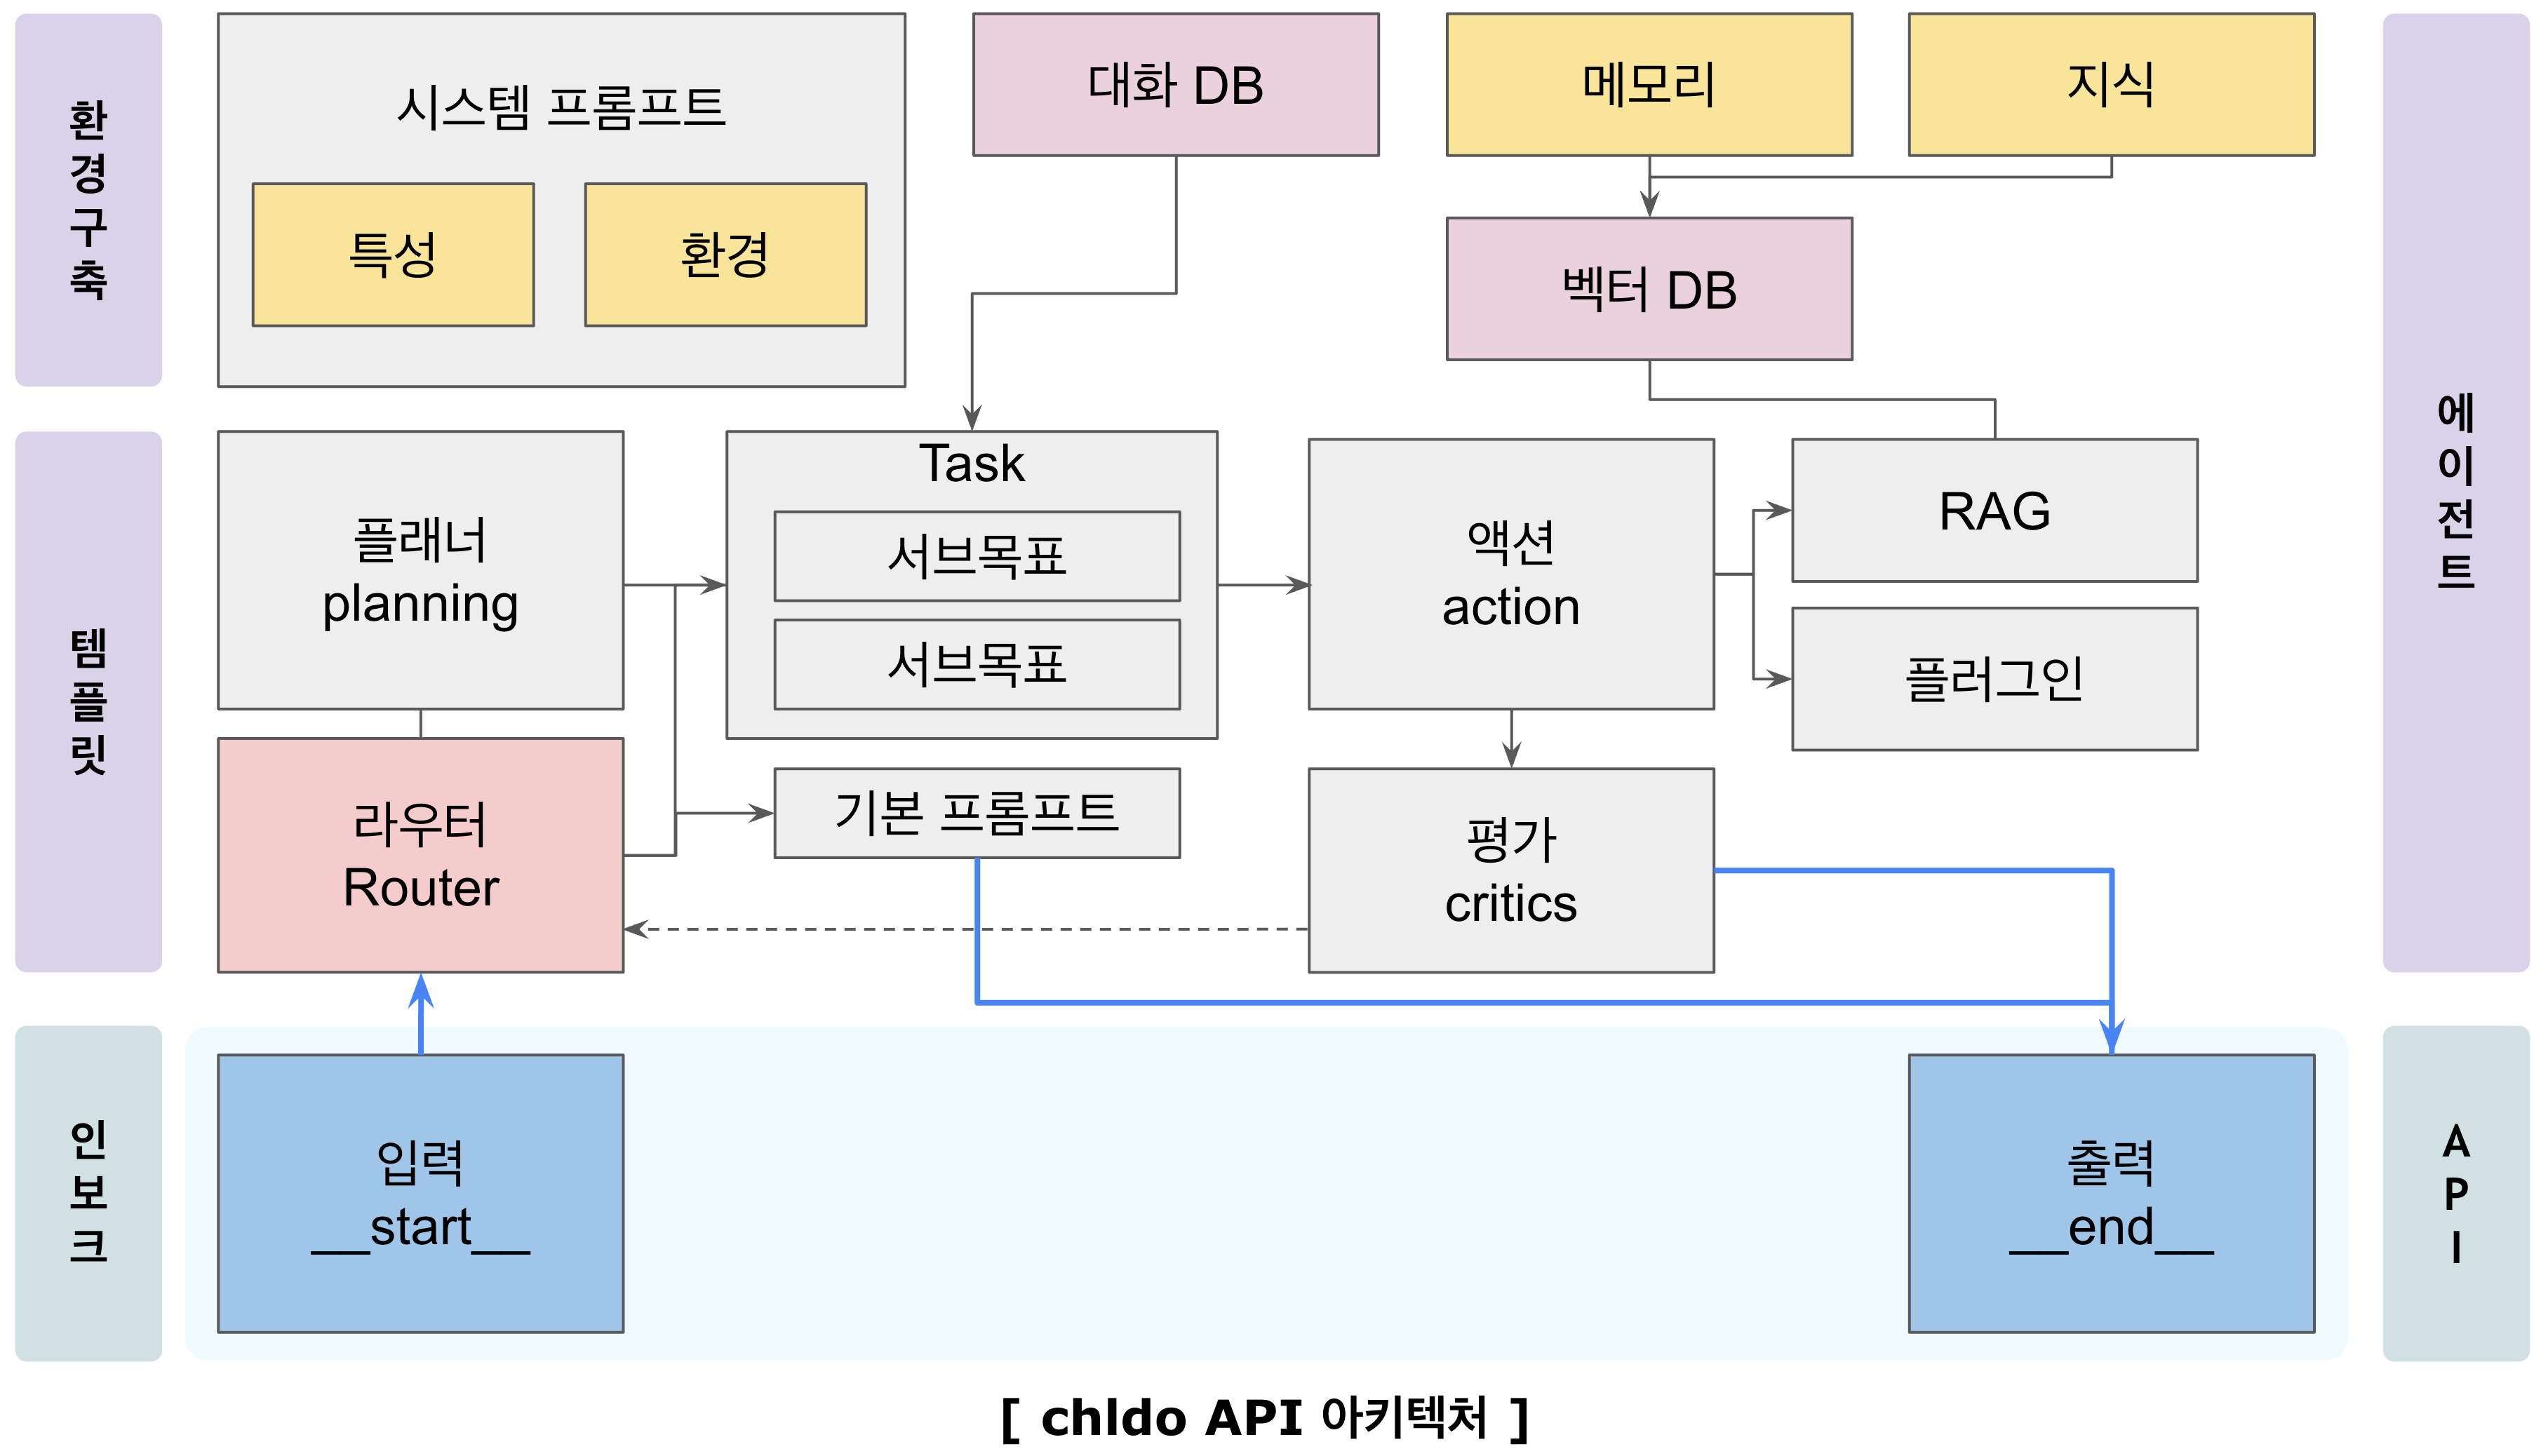 환경구축
시스템 프롬프트
특성
환경
대화 DB
메모리
지식
벡터 DB
에이전트
템플릿
플래너
planning
Task
서브목표
서브목표
액션
action
RAG
플러그인
라우터
Router
기본 프롬프트
평가
critics
인보크
입력
__start__
출력
__end__
API
[ chldo API 아키텍처 ]